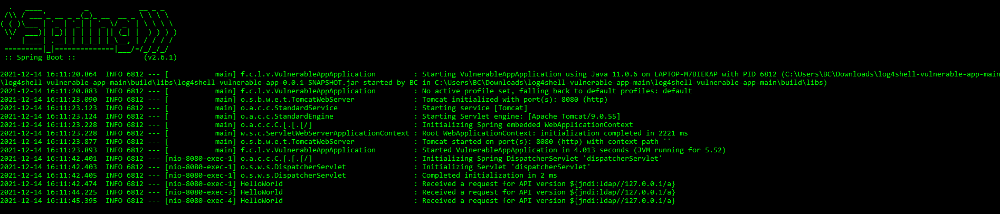 .   ____          _            __ _ _
 /\\ / ___'_ __ _ _(_)_ __  __ _ \ \ \ \
( ( )\___ | '_ | '_| | '_ \/ _` | \ \ \ \
 \\/  ___)| |_)| | | | | || (_| |  ) ) ) )
  '  |____| .__|_| |_|_| |_\__, | / / / /
 =========|_|==============|___/=/_/_/_/
 :: Spring Boot ::                (v2.6.1)
2021-12-14 16:11:20.864  INFO 6812 --- [           main] f.c.l.v.VulnerableAppApplication         : Starting VulnerableAppApplication using Java 11.0.6 on LAPTOP-M7BIEKAP with PID 6812 (C:\Users\BC\Downloads\log4shell-vulnerable-app-main
\log4shell-vulnerable-app-main\build\libs\log4shell-vulnerable-app-0.0.1-SNAPSHOT.jar started by BC in C:\Users\BC\Downloads\log4shell-vulnerable-app-main\log4shell-vulnerable-app-main\build\libs)
2021-12-14 16:11:20.883  INFO 6812 --- [           main] f.c.l.v.VulnerableAppApplication         : No active profile set, falling back to default profiles: default
2021-12-14 16:11:23.090  INFO 6812 --- [           main] o.s.b.w.e.t.TomcatWebServer              : Tomcat initialized with port(s): 8080 (http)
2021-12-14 16:11:23.123  INFO 6812 --- [           main] o.a.c.c.StandardService                  : Starting service [Tomcat]
2021-12-14 16:11:23.124  INFO 6812 --- [           main] o.a.c.c.StandardEngine                   : Starting Servlet engine: [Apache Tomcat/9.0.55]
2021-12-14 16:11:23.228  INFO 6812 --- [           main] o.a.c.c.C.[.[.[/]                        : Initializing Spring embedded WebApplicationContext
2021-12-14 16:11:23.228  INFO 6812 --- [           main] w.s.c.ServletWebServerApplicationContext : Root WebApplicationContext: initialization completed in 2221 ms
2021-12-14 16:11:23.877  INFO 6812 --- [           main] o.s.b.w.e.t.TomcatWebServer              : Tomcat started on port(s): 8080 (http) with context path ''
2021-12-14 16:11:23.893  INFO 6812 --- [           main] f.c.l.v.VulnerableAppApplication         : Started VulnerableAppApplication in 4.013 seconds (JVM running for 5.52)
2021-12-14 16:11:42.401  INFO 6812 --- [nio-8080-exec-1] o.a.c.c.C.[.[.[/]                        : Initializing Spring DispatcherServlet 'dispatcherServlet'
2021-12-14 16:11:42.403  INFO 6812 --- [nio-8080-exec-1] o.s.w.s.DispatcherServlet                : Initializing Servlet 'dispatcherServlet'
2021-12-14 16:11:42.405  INFO 6812 --- [nio-8080-exec-1] o.s.w.s.DispatcherServlet                : Completed initialization in 2 ms
2021-12-14 16:11:42.474  INFO 6812 --- [nio-8080-exec-1] HelloWorld                               : Received a request for API version ${jndi:ldap//127.0.0.1/a}
2021-12-14 16:11:44.225  INFO 6812 --- [nio-8080-exec-3] HelloWorld                               : Received a request for API version ${jndi:ldap//127.0.0.1/a}
2021-12-14 16:11:45.395  INFO 6812 --- [nio-8080-exec-4] HelloWorld                               : Received a request for API version ${jndi:ldap//127.0.0.1/a}